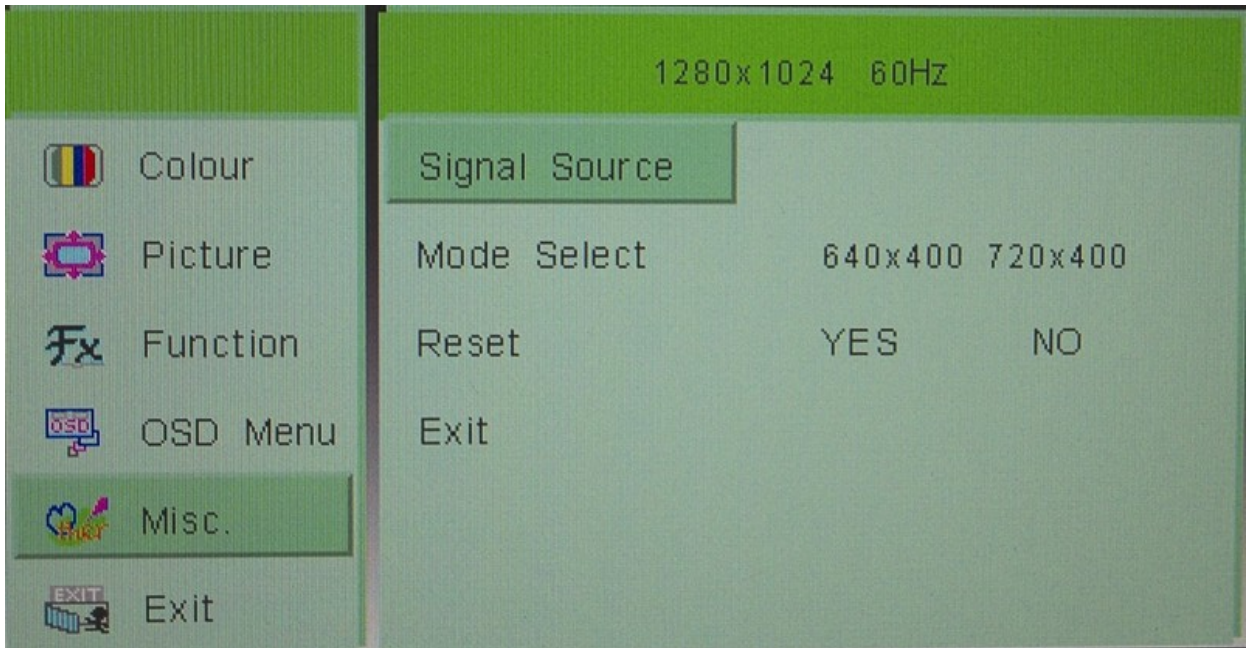 1280x1024 60Hz
Colour
Picture
Fx Function
OSD OSD Menu
Misc.
EXIT Exit
Signal Source
Mode Select 640x400 720x400
Reset YES NO
Exit